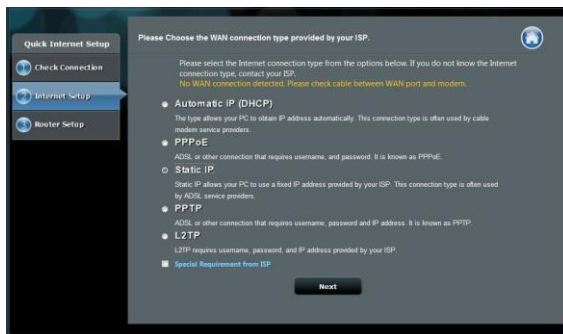 Quick Internet Setup
1 Check Connection
2 Internet Setup
3 Router Setup
Please Choose the WAN connection type provided by your ISP.
Please select the Internet connection type from the options below. If you do not know the Internet
connection type, contact your ISP.
No WAN connection detected. Please check cable between WAN port and modem.
Automatic IP (DHCP)
The type allows your PC to obtain IP address automatically. This connection type is often used by cable
modem service providers.
PPPoE
ADSL or other connection that requires username, and password. It is known as PPPoE.
Static IP
Static IP allows your PC to use a fixed IP address provided by your ISP. This connection type is often used
by ADSL service providers.
PPTP
ADSL or other connection that requires username, password and IP address. It is known as PPTP.
L2TP
L2TP requires username, password, and IP address provided by your ISP.
Special Requirement from ISP
Next